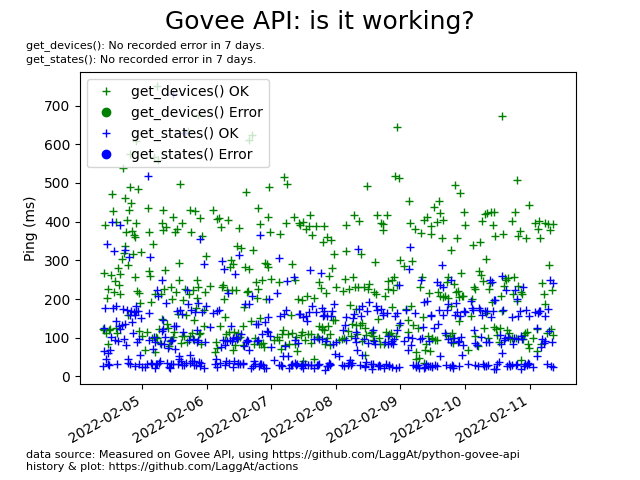 Govee API: is it working?
get_devices(): No recorded error in 7 days.
get_states(): No recorded error in 7 days.
get_devices() OK
get_devices() Error
get_states() OK
get_states() Error
Ping (ms)
700
600
500
400
300
200
100
0
2022-02-05
2022-02-06
2022-02-07
2022-02-08
2022-02-09
2022-02-10
2022-02-11
data source: Measured on Govee API, using https://github.com/LaggAt/python-govee-api
history & plot: https://github.com/LaggAt/actions